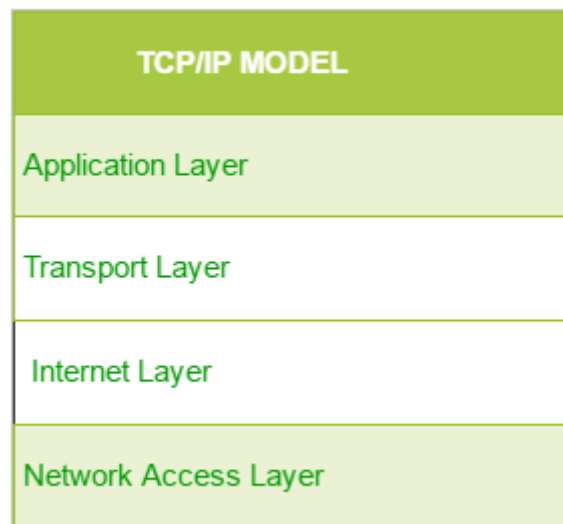 TCP/IP MODEL
Application Layer
Transport Layer
Internet Layer
Network Access Layer